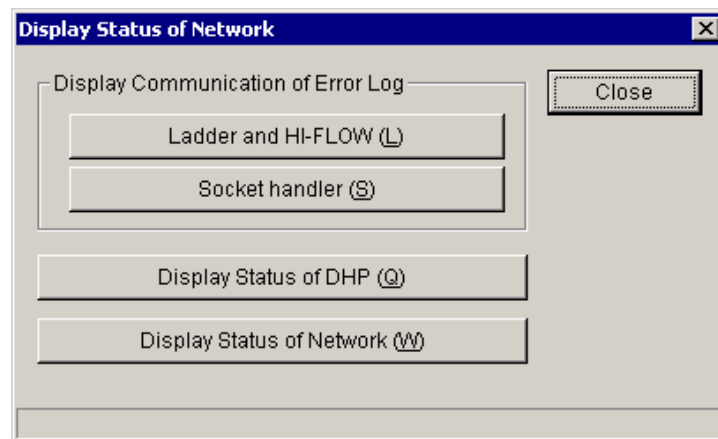 Display Status of Network
Display Communication of Error Log
Close
Ladder and HI-FLOW (L)
Socket handler (S)
Display Status of DHP (Q)
Display Status of Network (W)